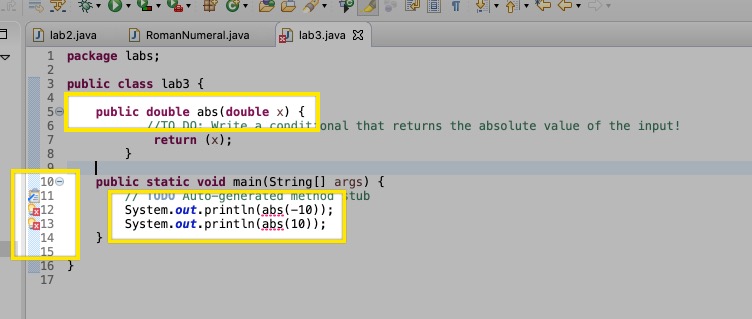 lab2.java RomanNumeral.java lab3.java
1 package labs;
2
3 public class lab3 {
4
5 public double abs(double x) {
6 //TO DO: Write a conditional that returns the absolute value of the input!
7 return (x);
8 }
9
10 public static void main(String[] args) {
11 // TODO Auto-generated method stub
12 System.out.println(abs(-10));
13 System.out.println(abs(10));
14 }
15
16 }
17